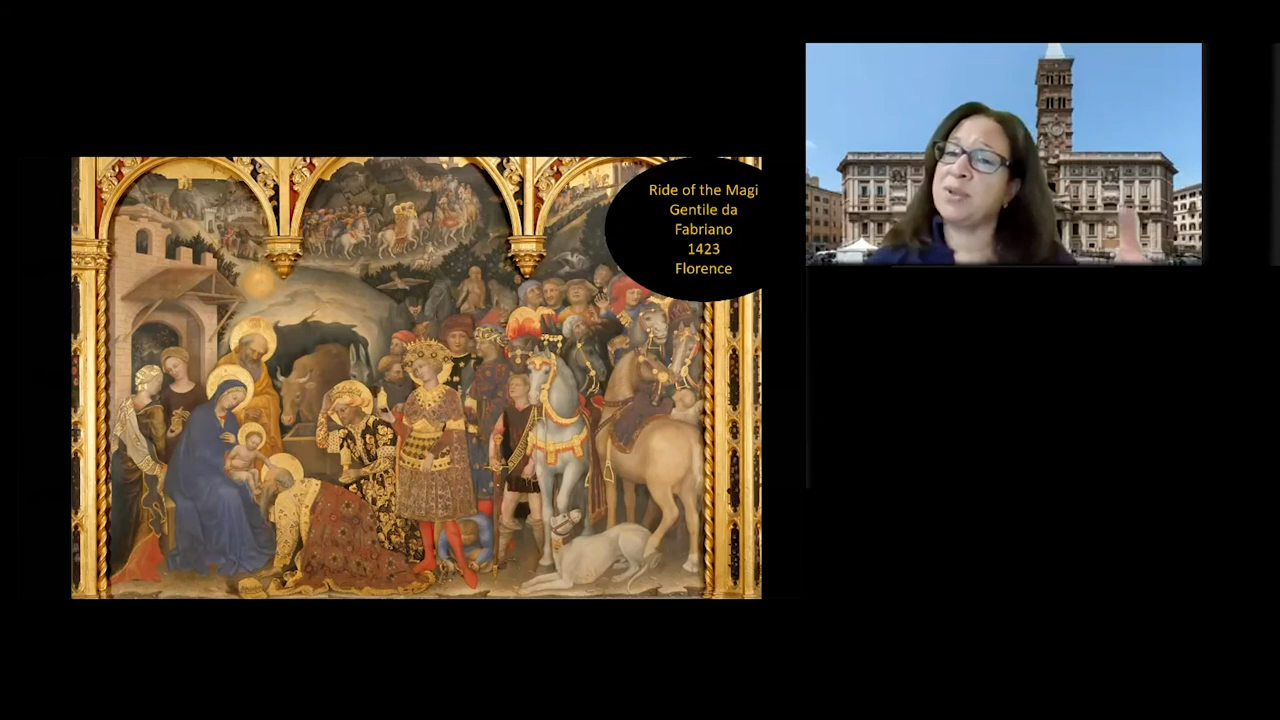 Ride of the Magi
Gentile da
Fabriano
1423
Florence